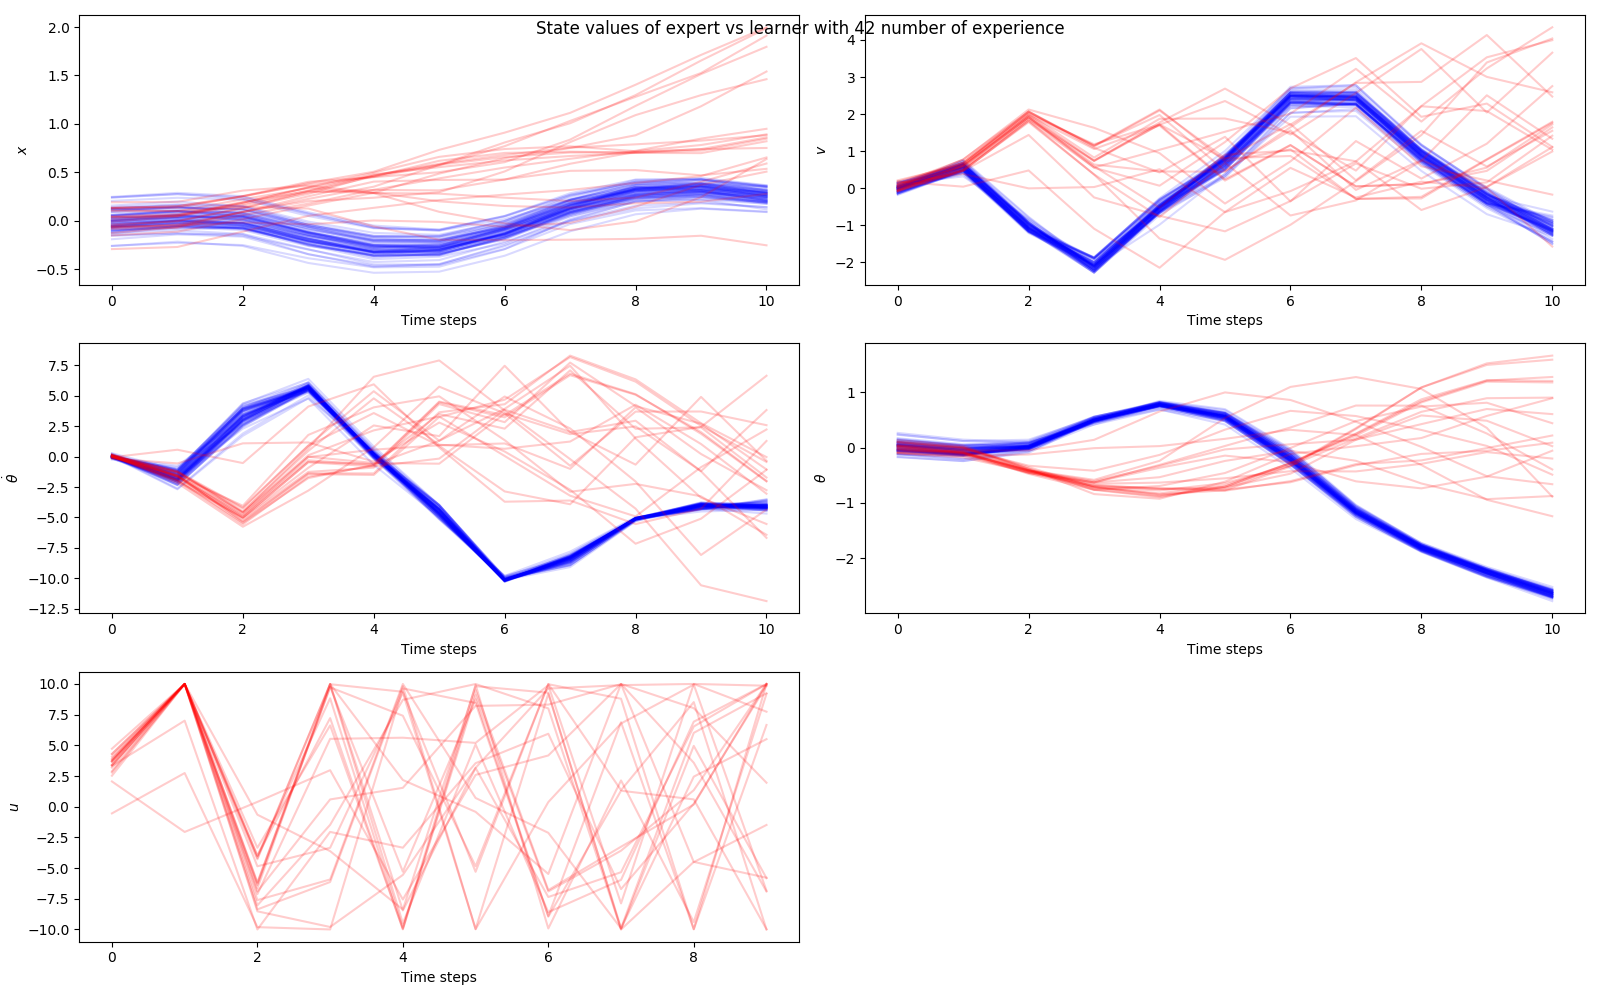 State values of expert vs learner with 42 number of experience
2.0
1.5
1.0
0.5
0.0
−0.5
x
0 2 4 6 8 10
Time steps
4
3
2
1
0
−1
−2
v
0 2 4 6 8 10
Time steps
7.5
5.0
2.5
0.0
−2.5
−5.0
−7.5
−10.0
−12.5
θ̇
0 2 4 6 8 10
Time steps
1
0
−1
−2
θ
0 2 4 6 8 10
Time steps
10.0
7.5
5.0
2.5
0.0
−2.5
−5.0
−7.5
−10.0
u
0 2 4 6 8
Time steps